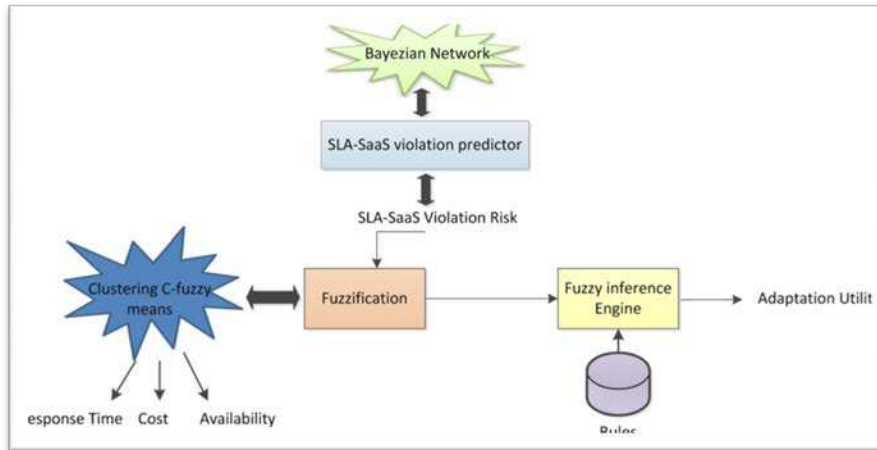 Bayezian Network
SLA-SaaS violation predictor
SLA-SaaS Violation Risk
Clustering C-fuzzy
means
Fuzzification
Fuzzy inference
Engine
Adaptation Utilit
esponse Time
Cost
Availability
Rules